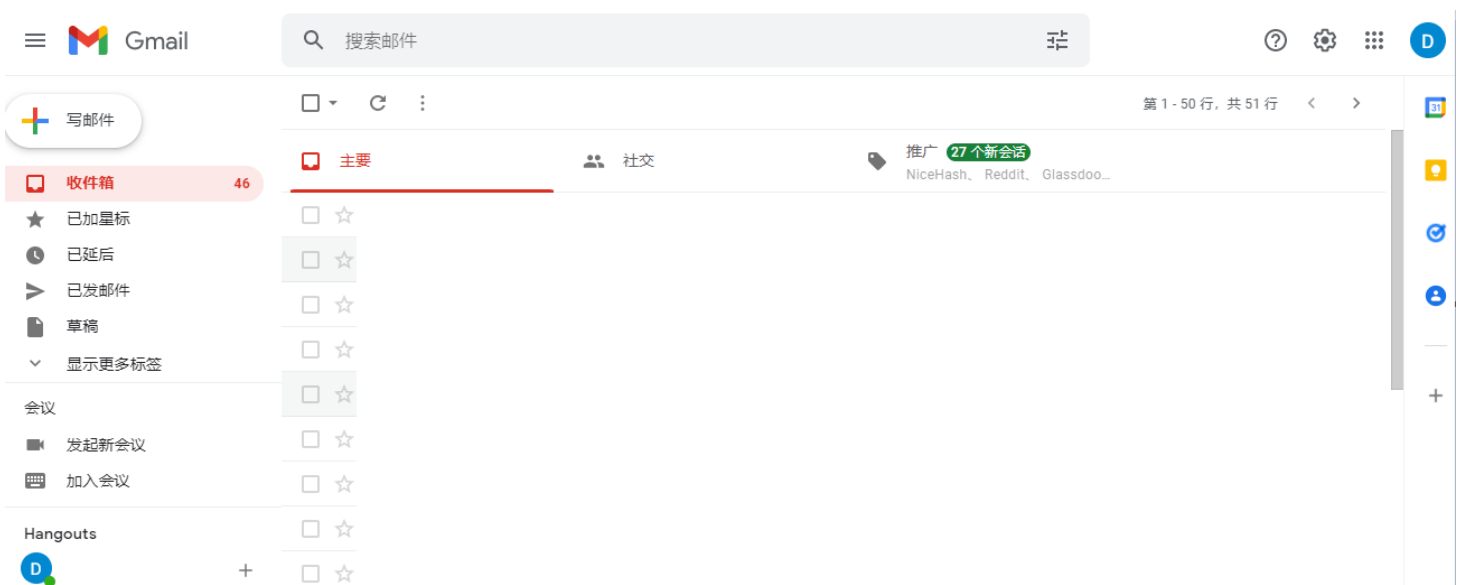 Gmail
搜索邮件
D
写邮件
第 1 - 50 行，共 51 行
31
主要
社交
推广 27 个新会话
NiceHash、 Reddit、 Glassdoo...
收件箱 46
已加星标
已延后
已发邮件
草稿
显示更多标签
会议
发起新会议
加入会议
Hangouts
D